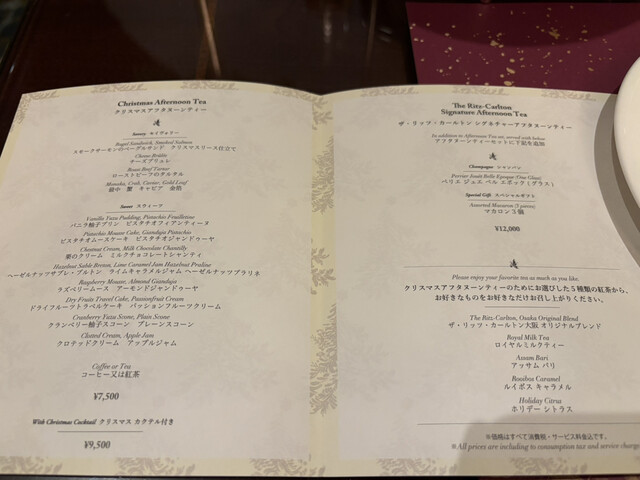 Christmas Afternoon Tea
クリスマスアフタヌーンティー
Savory セイヴォリー
Bagel Sandwich, Smoked Salmon
スモークサーモンのベーグルサンド クリスマスリース仕立て
Cheese Brûlée
チーズブリュレ
Roast Beef Tartar
ローストビーフのタルタル
Monaka, Crab, Caviar, Gold Leaf
最中 蟹 キャビア 金箔
Sweet スウィーツ
Vanilla Yuzu Pudding, Pistachio Feuilletine
バニラ柚子プリン ピスタチオフィアンティーヌ
Pistachio Mousse Cake, Gianduja Pistachio
ピスタチオムースケーキ ピスタチオジャンドゥーヤ
Chestnut Cream, Milk Chocolate Chantilly
栗のクリーム ミルクチョコレートシャンティ
Hazelnut Sablé Breton, Lime Caramel Jam Hazelnut Praline
ヘーゼルナッツサブレ・ブルトン ライムキャラメルジャム ヘーゼルナッツプラリネ
Raspberry Mousse, Almond Gianduja
ラズベリームース アーモンドジャンドゥーヤ
Dry Fruits Travel Cake, Passionfruit Cream
ドライフルーツトラベルケーキ パッションフルーツクリーム
Cranberry Yuzu Scone, Plain Scone
クランベリー柚子スコーン プレーンスコーン
Clotted Cream, Apple Jam
クロテッドクリーム アップルジャム
Coffee or Tea
コーヒー又は紅茶
¥7,500
With Christmas Cocktail クリスマス カクテル付き
¥9,500
The Ritz-Carlton
Signature Afternoon Tea
ザ・リッツ・カールトン シグネチャーアフタヌーンティー
In addition to Afternoon Tea set, served with below
アフタヌーンティーセットに下記を追加
Champagne シャンパン
Perrier Jouët Belle Epoque (One Glass)
ペリエ ジュエ ベル エポック (グラス)
Special Gift スペシャルギフト
Assorted Macaron (3 pieces)
マカロン3個
¥12,000
Please enjoy your favorite tea as much as you like.
クリスマスアフタヌーンティーのためにお選びした5種類の紅茶から、
お好きなものをお好きなだけお召し上がりください。
The Ritz-Carlton, Osaka Original Blend
ザ・リッツ・カールトン大阪 オリジナルブレンド
Royal Milk Tea
ロイヤルミルクティー
Assam Bari
アッサム バリ
Rooibos Caramel
ルイボス キャラメル
Holiday Citrus
ホリデー シトラス
※価格はすべて消費税・サービス料金込です。
※All prices are including to consumption tax and service charge.